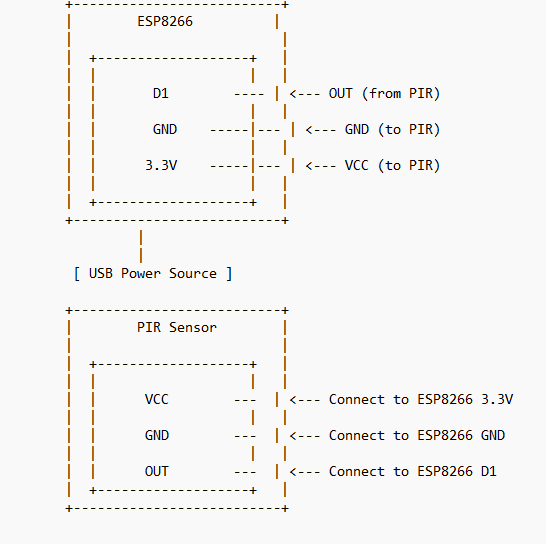 ESP8266
D1 ---- | <--- OUT (from PIR)
GND -----|--- | <--- GND (to PIR)
3.3V -----|--- | <--- VCC (to PIR)
[ USB Power Source ]
PIR Sensor
VCC --- | <--- Connect to ESP8266 3.3V
GND --- | <--- Connect to ESP8266 GND
OUT --- | <--- Connect to ESP8266 D1